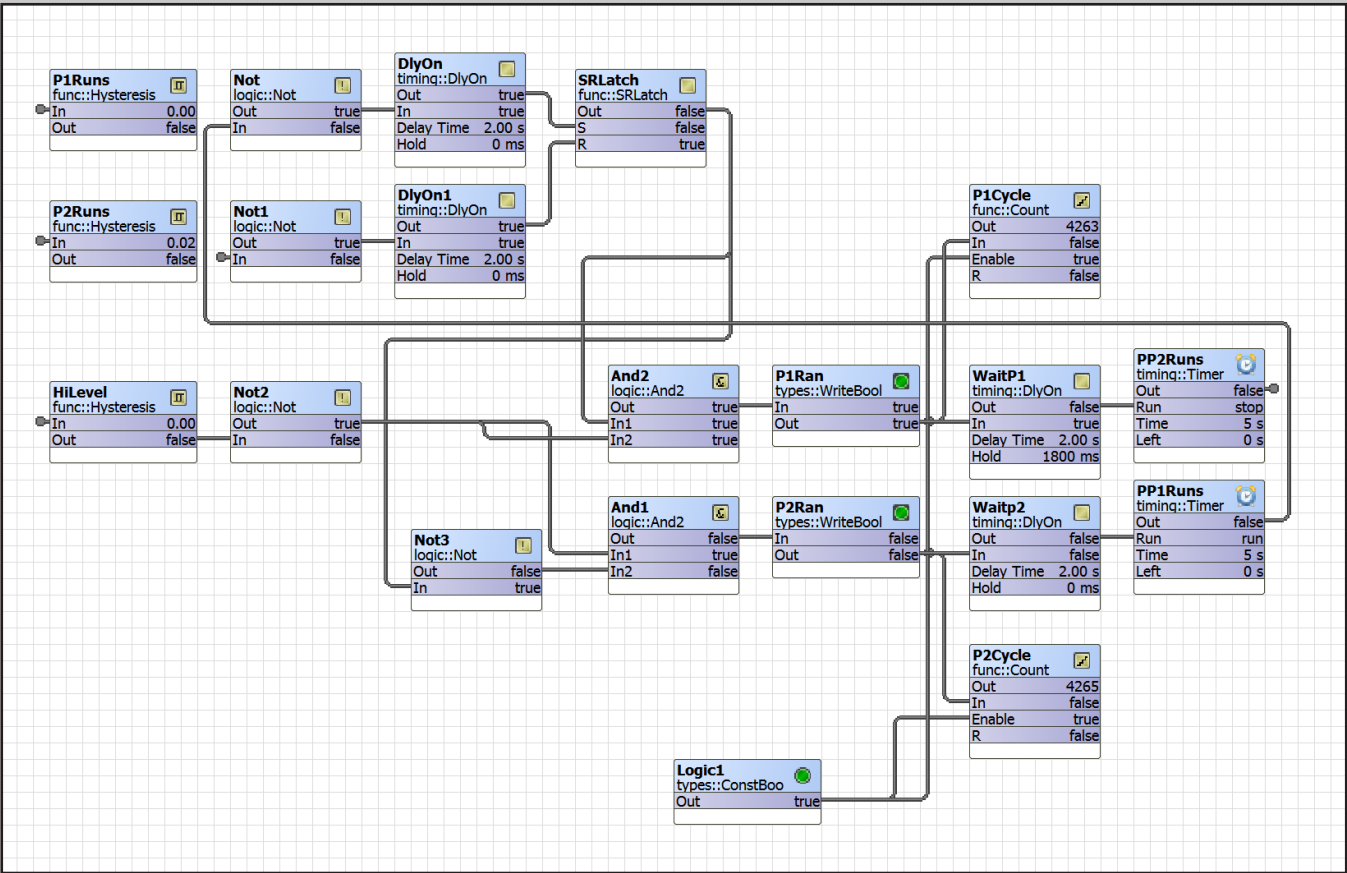 P1Runs
func::Hysteresis
In 0.00
Out false
Not
logic::Not
Out true
In false
DlyOn
timing::DlyOn
Out true
In true
Delay Time 2.00 s
Hold 0 ms
SRLatch
func::SRLatch
Out false
S false
R true
P2Runs
func::Hysteresis
In 0.02
Out false
Not1
logic::Not
Out true
In false
DlyOn1
timing::DlyOn
Out true
In true
Delay Time 2.00 s
Hold 0 ms
P1Cycle
func::Count
Out 4263
In false
Enable true
R false
HiLevel
func::Hysteresis
In 0.00
Out false
Not2
logic::Not
Out true
In false
And2
logic::And2
Out true
In1 true
In2 true
P1Ran
types::WriteBool
In true
Out true
WaitP1
timing::DlyOn
Out false
In true
Delay Time 2.00 s
Hold 1800 ms
PP2Runs
timing::Timer
Out false
Run stop
Time 5 s
Left 0 s
Not3
logic::Not
Out false
In true
And1
logic::And2
Out false
In1 true
In2 false
P2Ran
types::WriteBool
In false
Out false
Waitp2
timing::DlyOn
Out false
In false
Delay Time 2.00 s
Hold 0 ms
PP1Runs
timing::Timer
Out false
Run run
Time 5 s
Left 0 s
P2Cycle
func::Count
Out 4265
In false
Enable true
R false
Logic1
types::ConstBoo
Out true